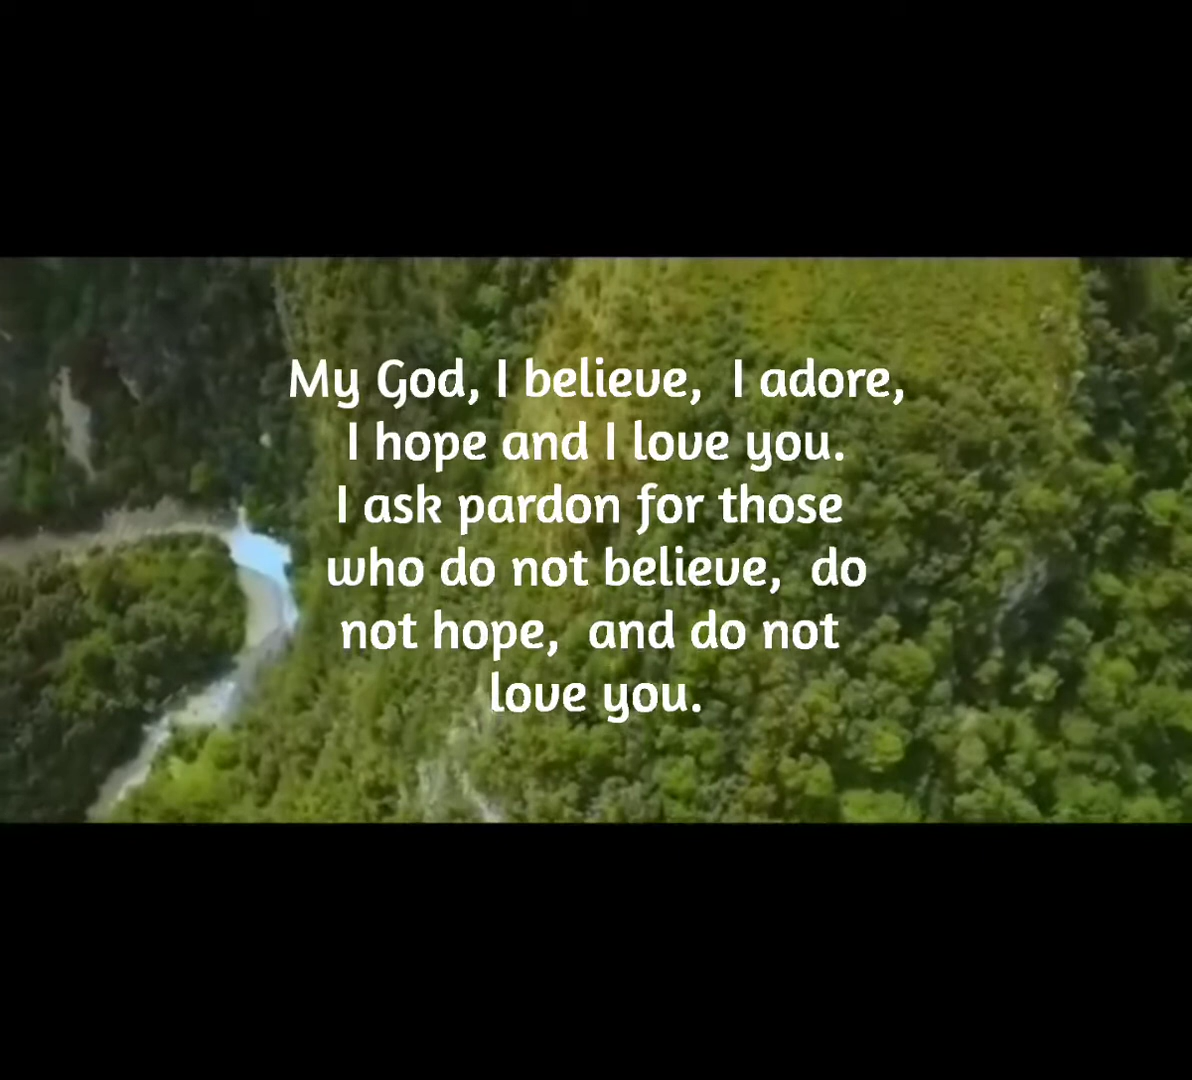 My God, I believe,  I adore,
I hope and I love you.
I ask pardon for those
who do not believe,  do
not hope,  and do not
love you.